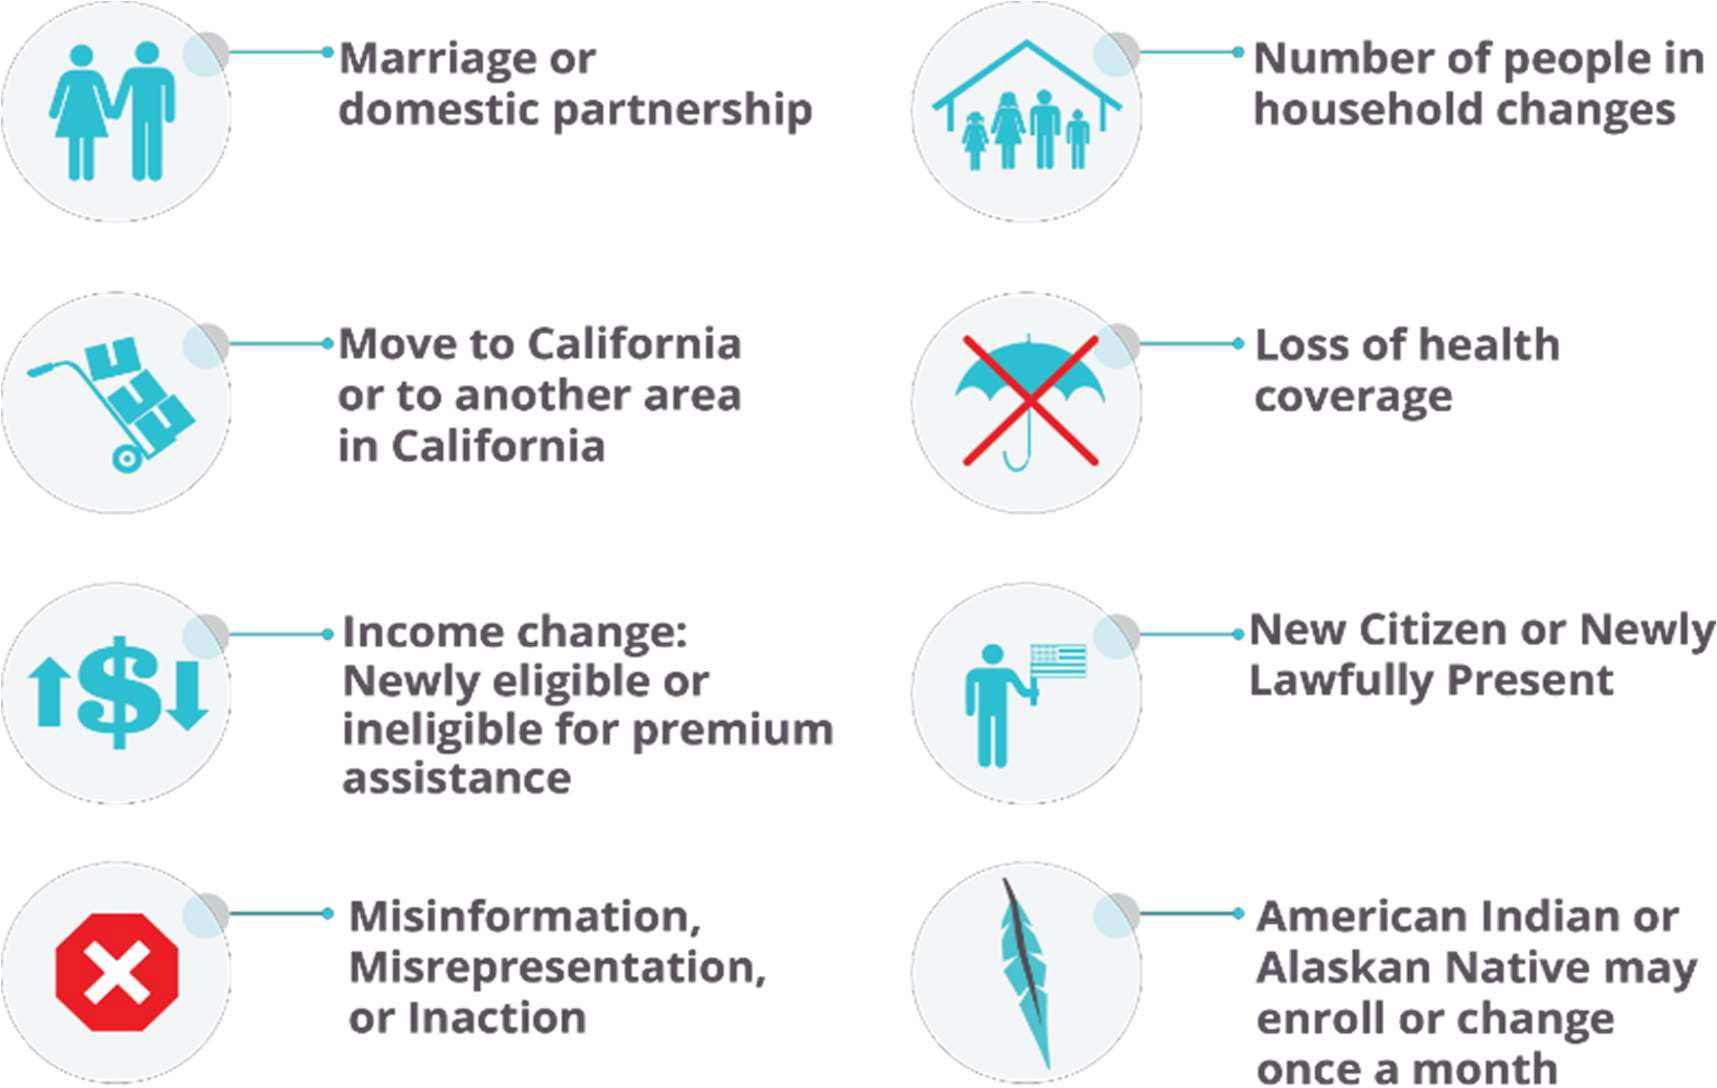 Marriage or
domestic partnership
Number of people in
household changes
Move to California
or to another area
in California
Loss of health
coverage
Income change:
Newly eligible or
ineligible for premium
assistance
New Citizen or Newly
Lawfully Present
Misinformation,
Misrepresentation,
or Inaction
American Indian or
Alaskan Native may
enroll or change
once a month